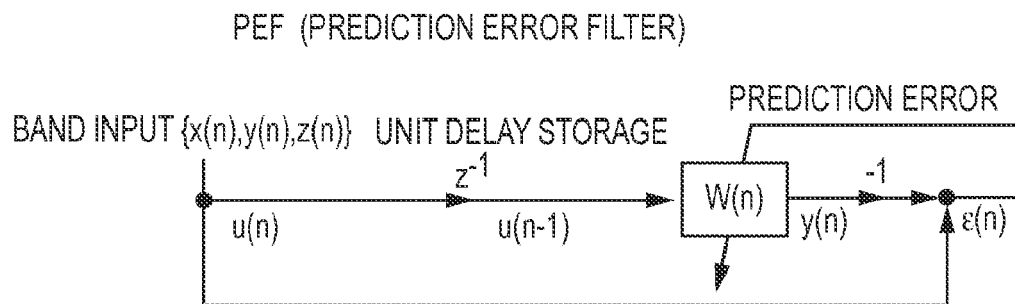 PEF (PREDICTION ERROR FILTER)
PREDICTION ERROR
BAND INPUT {x(n),y(n),z(n)} UNIT DELAY STORAGE
z-1
W(n)
-1
u(n)
u(n-1)
y(n)
ε(n)